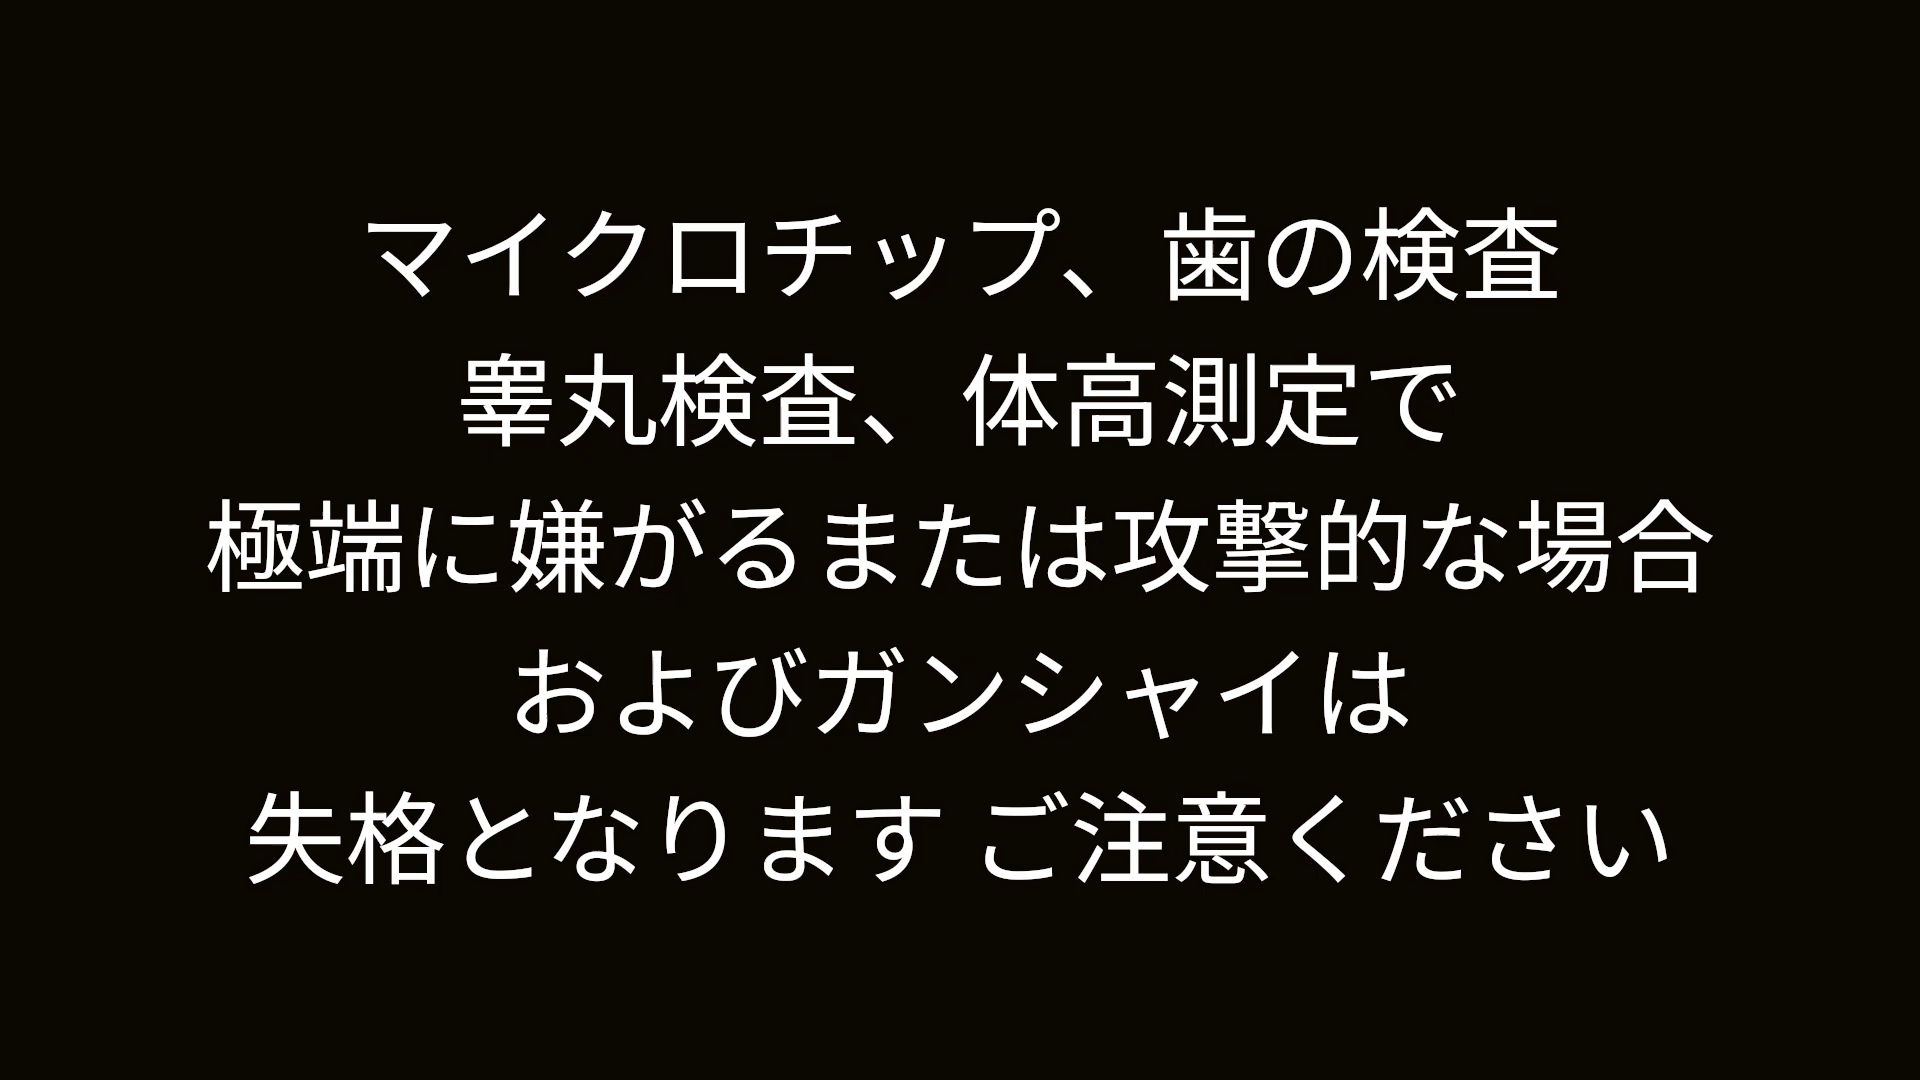 マイクロチップ、歯の検査
睾丸検査、体高測定で
極端に嫌がるまたは攻撃的な場合
およびガンシャイは
失格となります ご注意ください